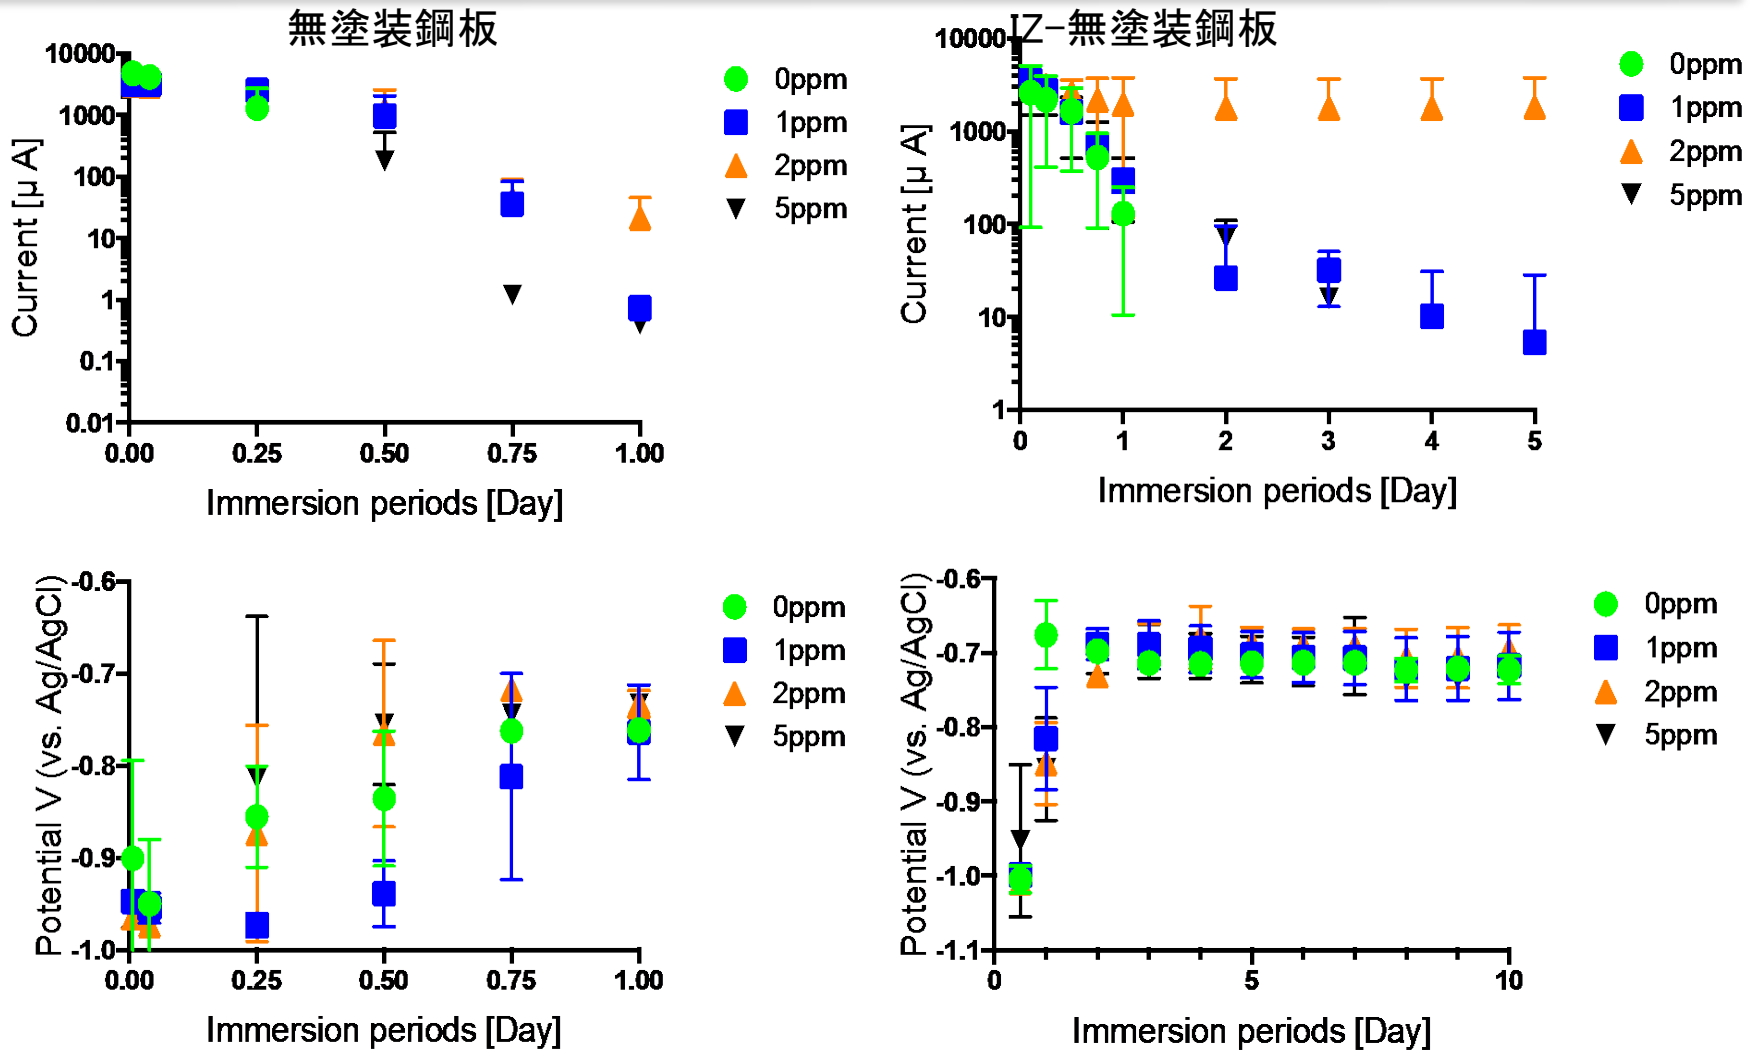 無塗装鋼板
10000
1000
100
10
1
0.1
0.01
0.00 0.25 0.50 0.75 1.00
Current [μ A]
Immersion periods [Day]
0ppm
1ppm
2ppm
5ppm
IZ-無塗装鋼板
10000
1000
100
10
1
0 1 2 3 4 5
Current [μ A]
Immersion periods [Day]
0ppm
1ppm
2ppm
5ppm
-0.6
-0.7
-0.8
-0.9
-1.0
0.00 0.25 0.50 0.75 1.00
Potential V (vs. Ag/AgCl)
Immersion periods [Day]
0ppm
1ppm
2ppm
5ppm
-0.6
-0.7
-0.8
-0.9
-1.0
-1.1
0 5 10
Potential V (vs. Ag/AgCl)
Immersion periods [Day]
0ppm
1ppm
2ppm
5ppm